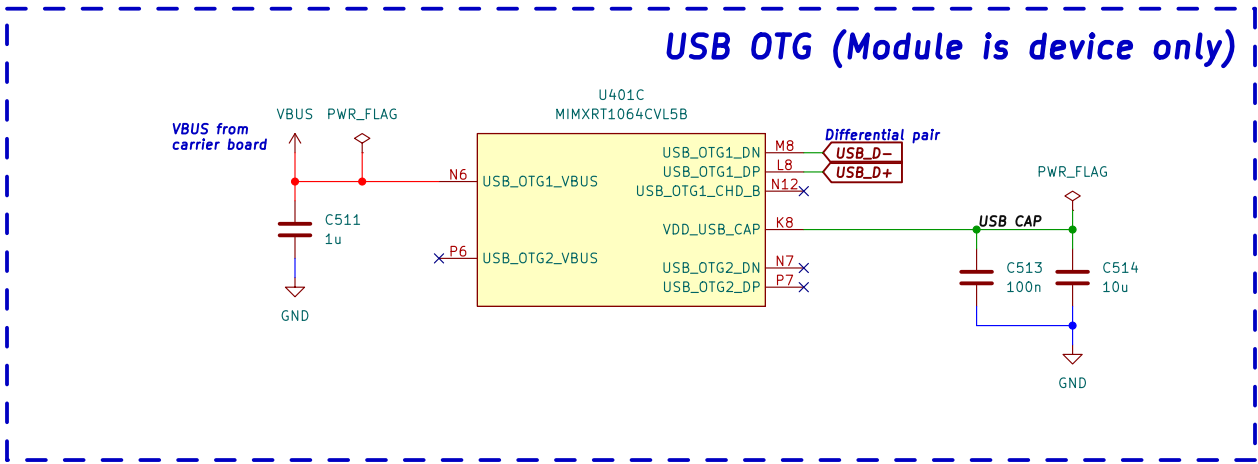 USB OTG (Module is device only)
U401C
MIMXRT1064CVL5B
VBUS PWR_FLAG
VBUS from
carrier board
Differential pair
N6 USB_OTG1_VBUS
P6 USB_OTG2_VBUS
USB_OTG1_DN M8 USB_D-
USB_OTG1_DP L8 USB_D+
USB_OTG1_CHD_B N12
VDD_USB_CAP K8
USB_OTG2_DN N7
USB_OTG2_DP P7
C511
1u
GND
PWR_FLAG
USB CAP
C513
100n
C514
10u
GND